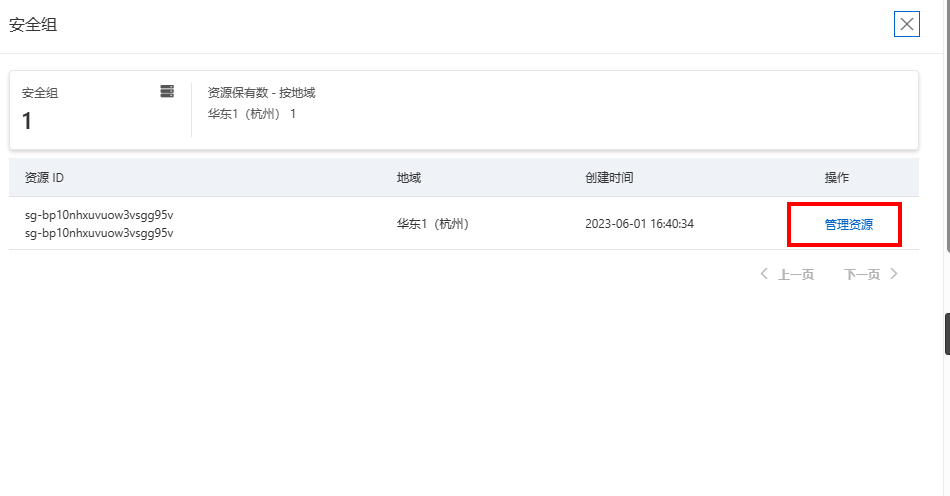 安全组
安全组
1
资源保有数 - 按地域
华东1（杭州） 1
资源 ID 地域 创建时间 操作
sg-bp10nhxuvuow3vsgg95v
sg-bp10nhxuvuow3vsgg95v
华东1（杭州） 2023-06-01 16:40:34 管理资源
上一页 下一页